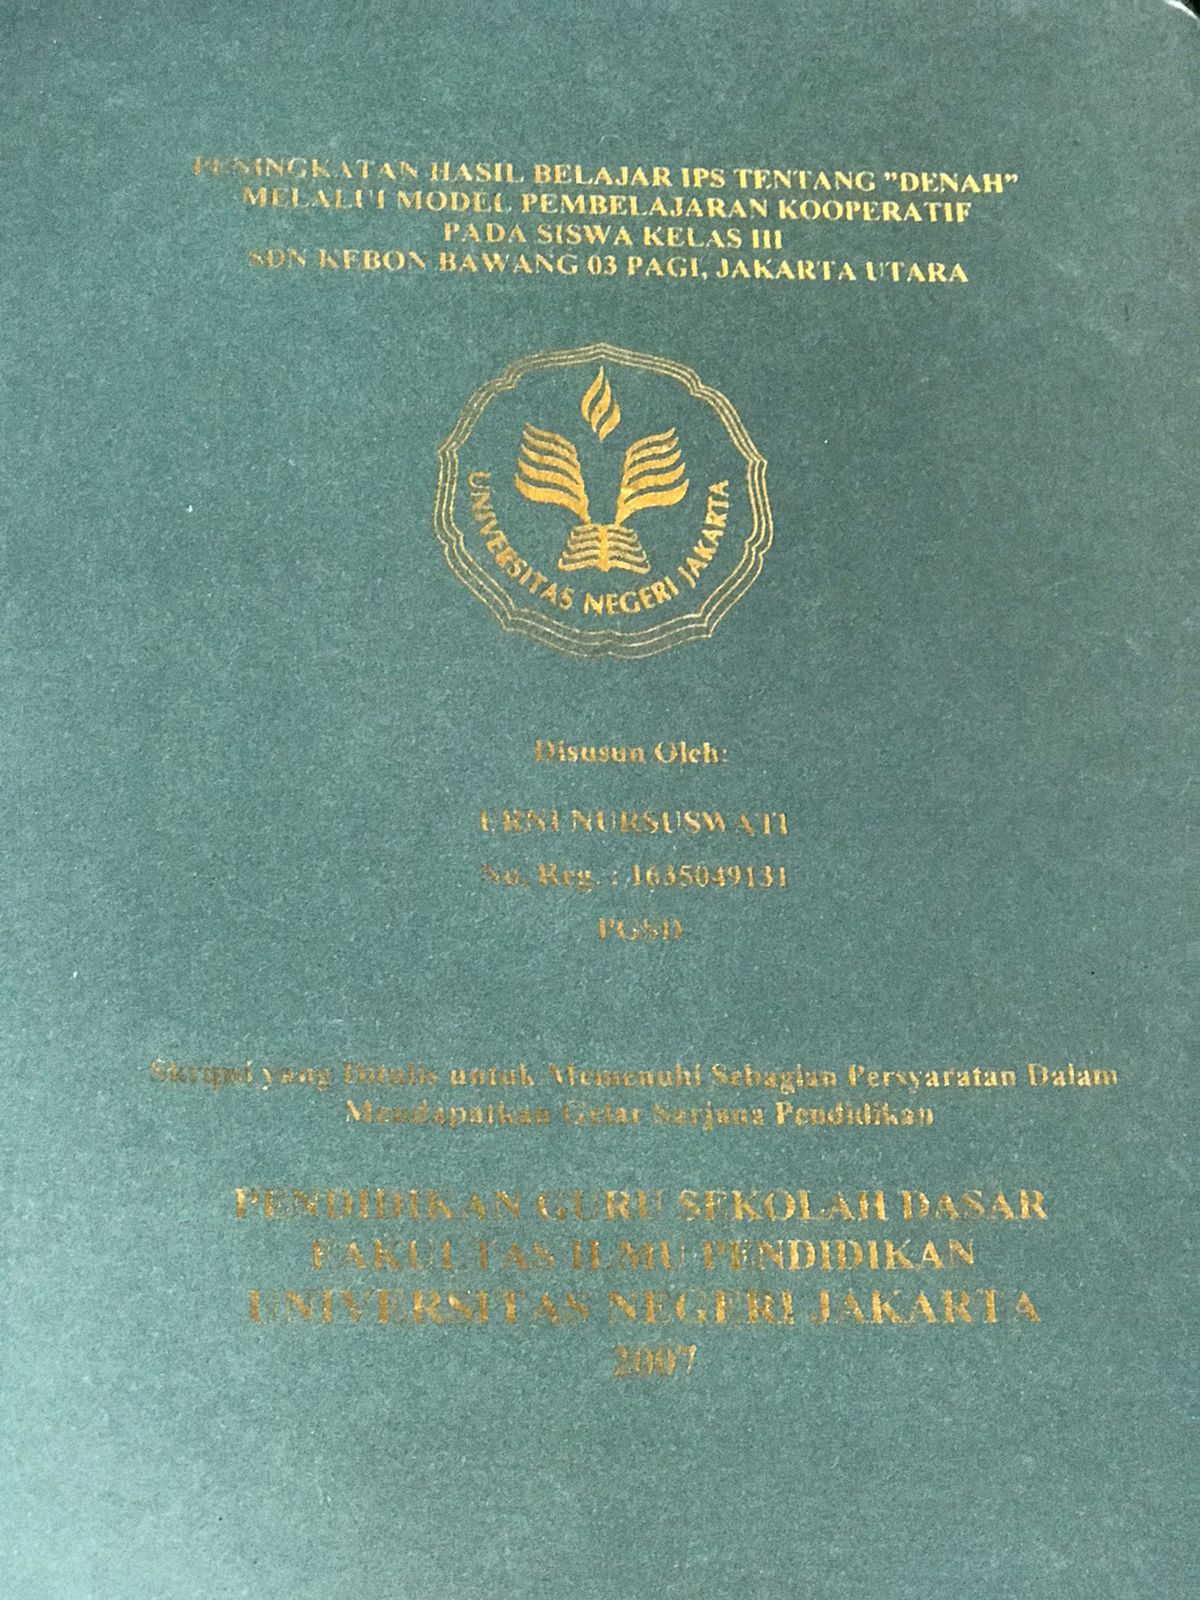 PENINGKATAN HASIL BELAJAR IPS TENTANG "DENAH"
MELALUI MODEL PEMBELAJARAN KOOPERATIF
PADA SISWA KELAS III
SDN KEBON BAWANG 03 PAGI, JAKARTA UTARA
UNIVERSITAS NEGERI JAKARTA
Disusun Oleh:
ERNI NURSUSWATI
No. Reg. : 1635049131
PGSD
Skripsi yang Ditulis untuk Memenuhi Sebagian Persyaratan Dalam
Mendapatkan Gelar Sarjana Pendidikan
PENDIDIKAN GURU SEKOLAH DASAR
FAKULTAS ILMU PENDIDIKAN
UNIVERSITAS NEGERI JAKARTA
2007